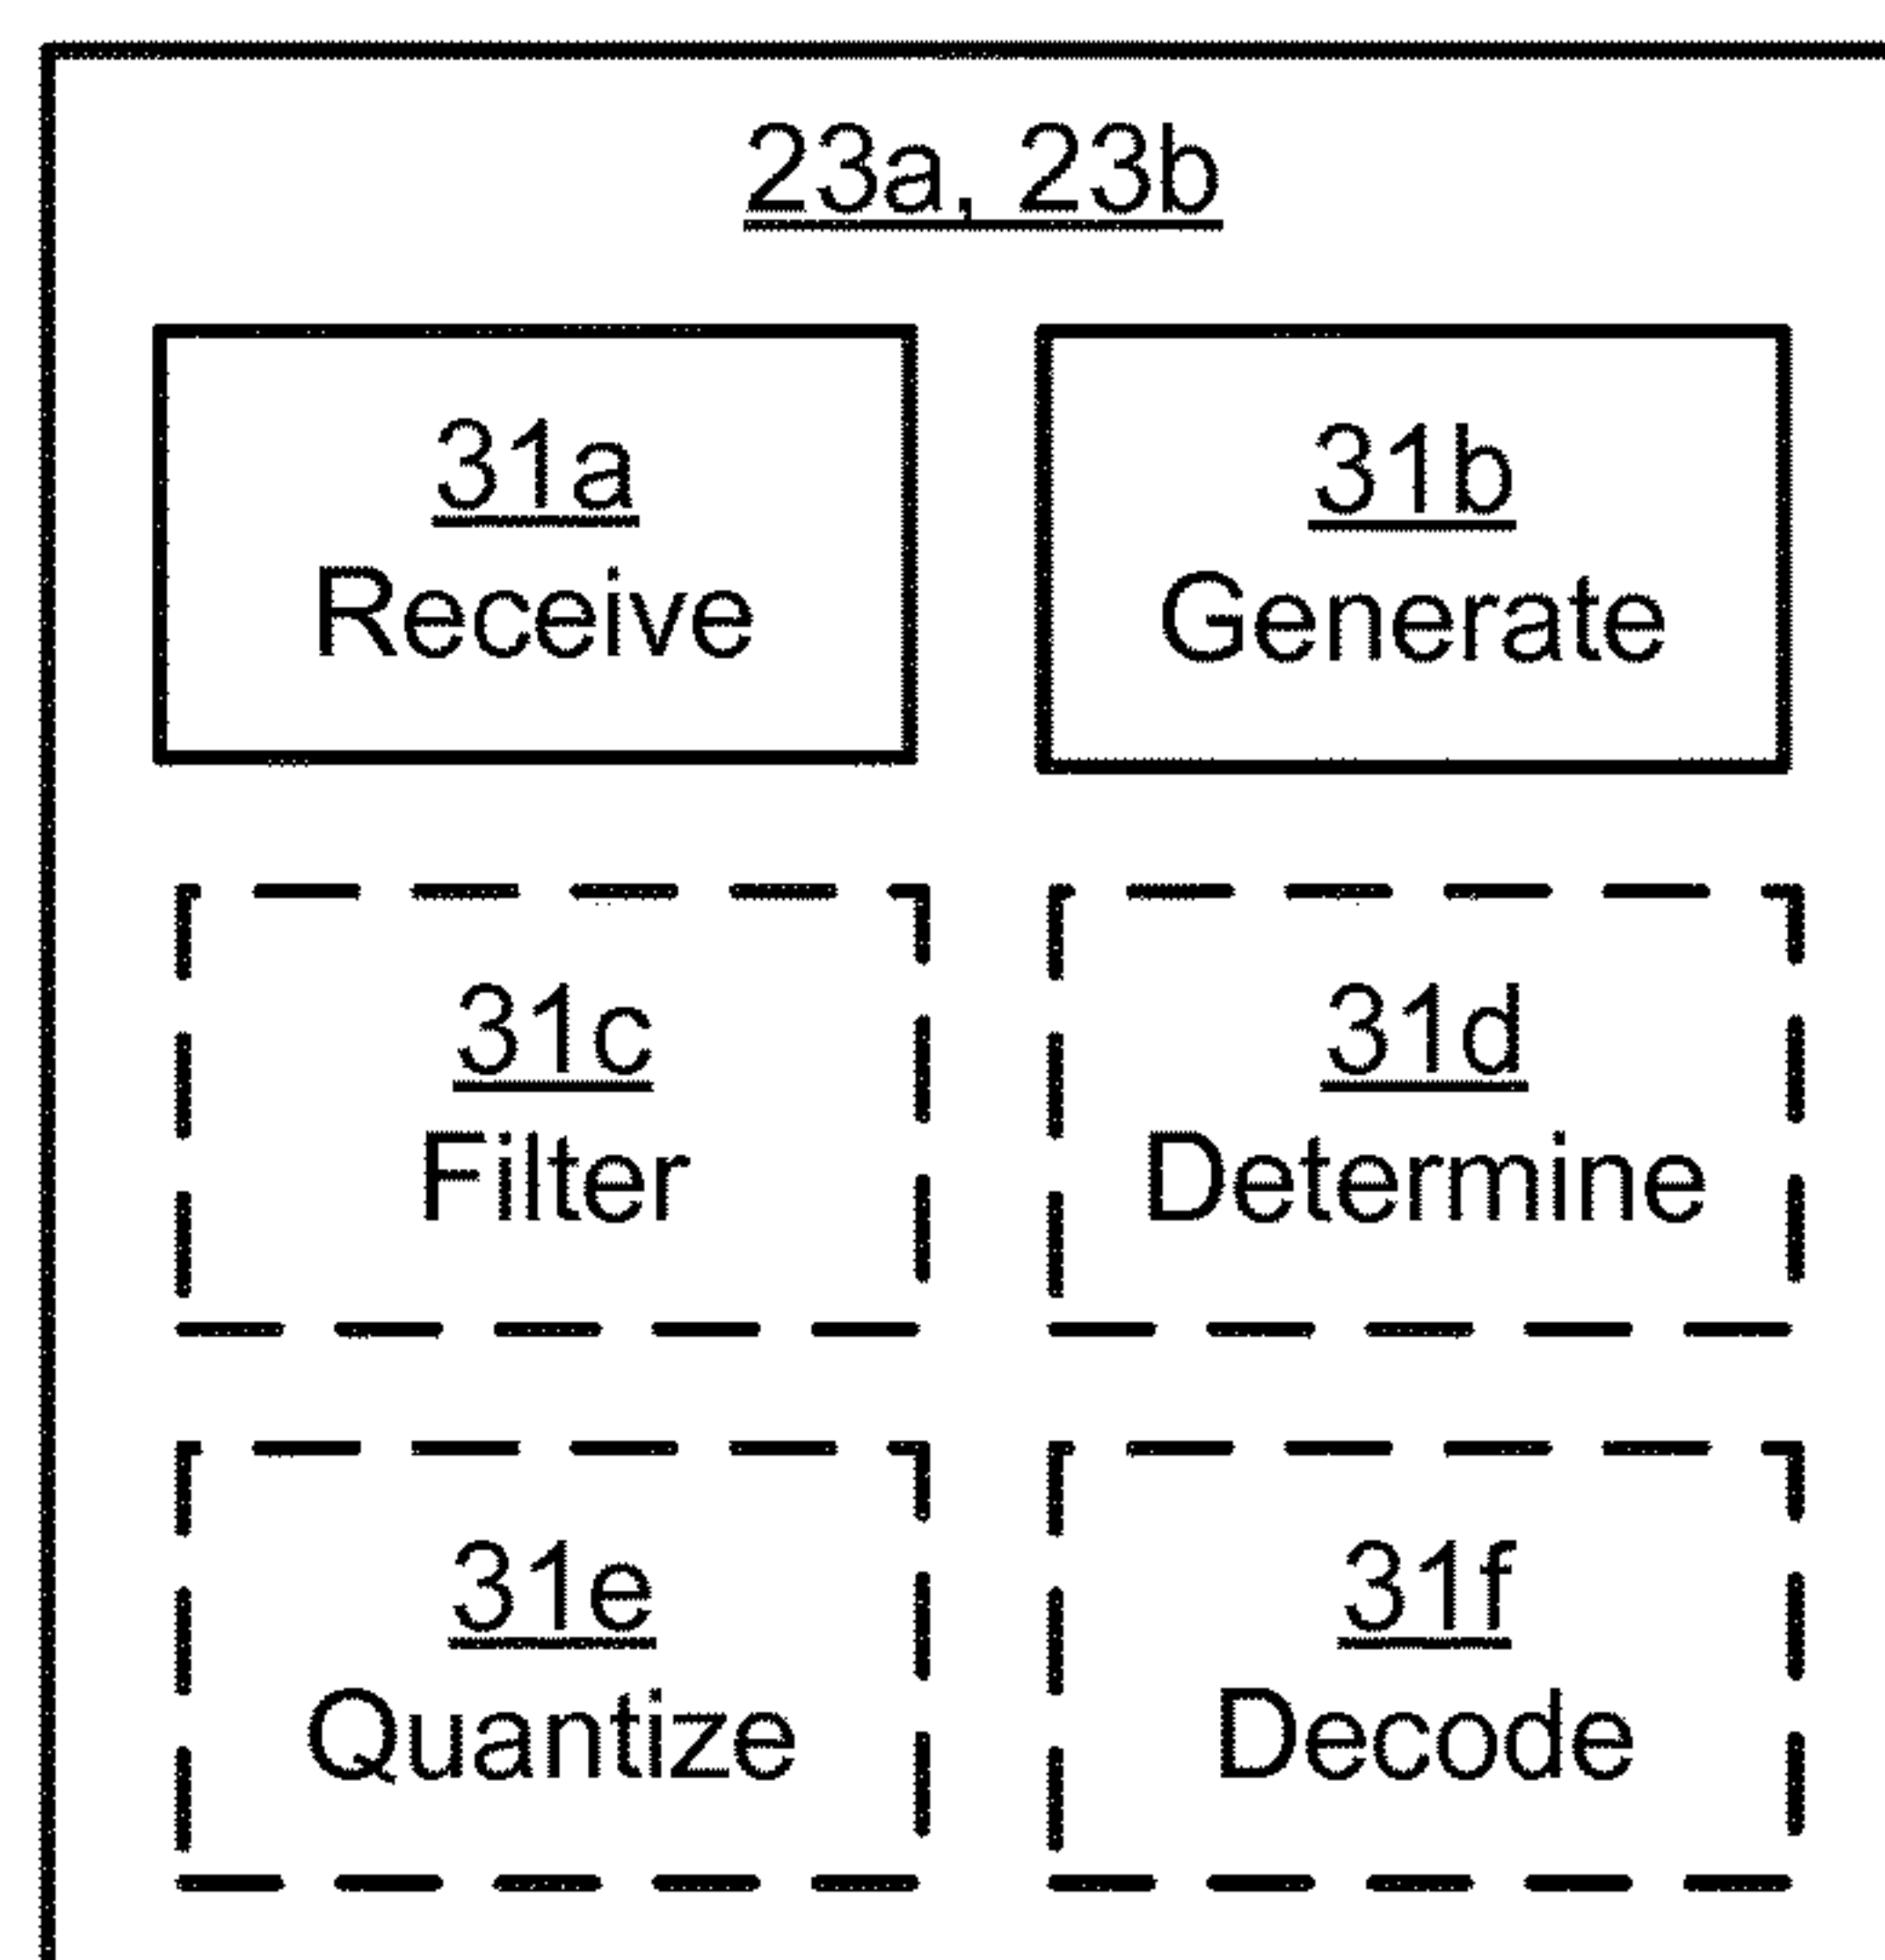 23a, 23b
31a
Receive
31b
Generate
31c
Filter
31d
Determine
31e
Quantize
31f
Decode